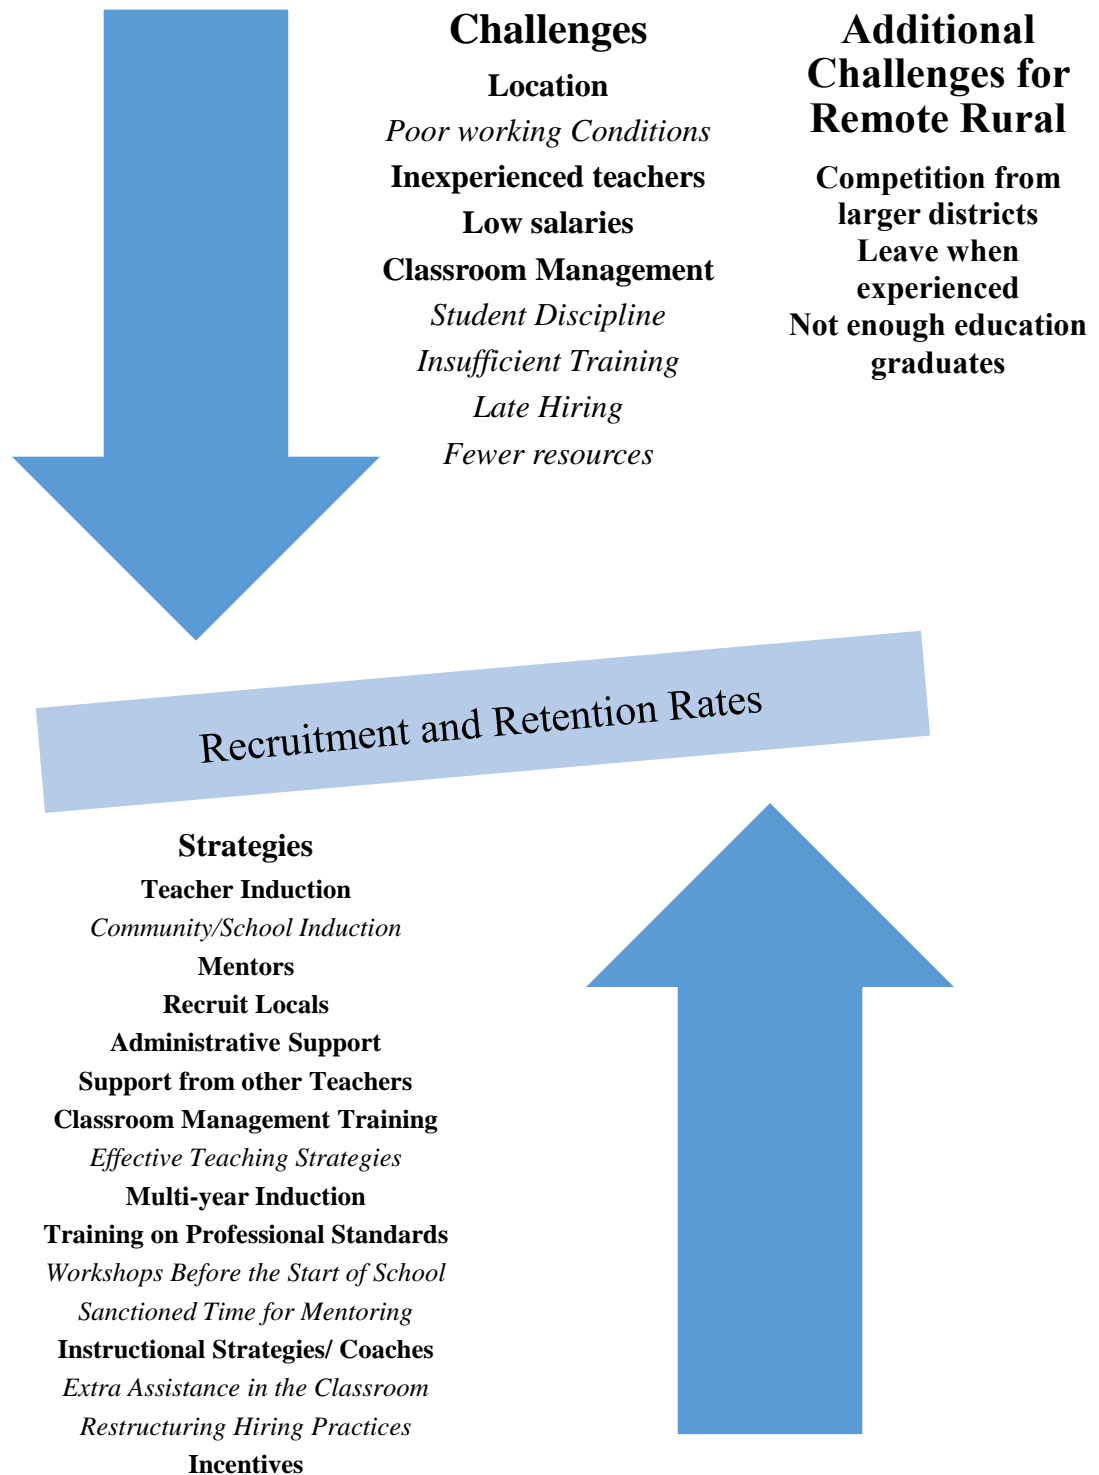 Challenges
Location
Poor working Conditions
Inexperienced teachers
Low salaries
Classroom Management
Student Discipline
Insufficient Training
Late Hiring
Fewer resources
Additional
Challenges for
Remote Rural
Competition from
larger districts
Leave when
experienced
Not enough education
graduates
Recruitment and Retention Rates
Strategies
Teacher Induction
Community/School Induction
Mentors
Recruit Locals
Administrative Support
Support from other Teachers
Classroom Management Training
Effective Teaching Strategies
Multi-year Induction
Training on Professional Standards
Workshops Before the Start of School
Sanctioned Time for Mentoring
Instructional Strategies/ Coaches
Extra Assistance in the Classroom
Restructuring Hiring Practices
Incentives